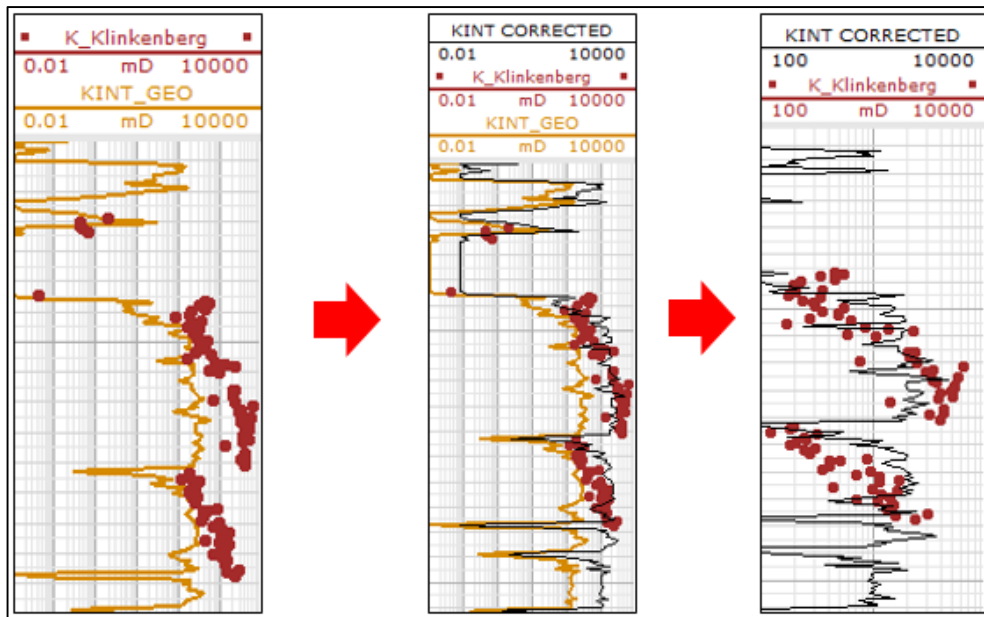 K_Klinkenberg
0.01 mD 10000
KINT_GEO
0.01 mD 10000
KINT CORRECTED
0.01 10000
K_Klinkenberg
0.01 mD 10000
KINT_GEO
0.01 mD 10000
KINT CORRECTED
100 10000
K_Klinkenberg
100 mD 10000